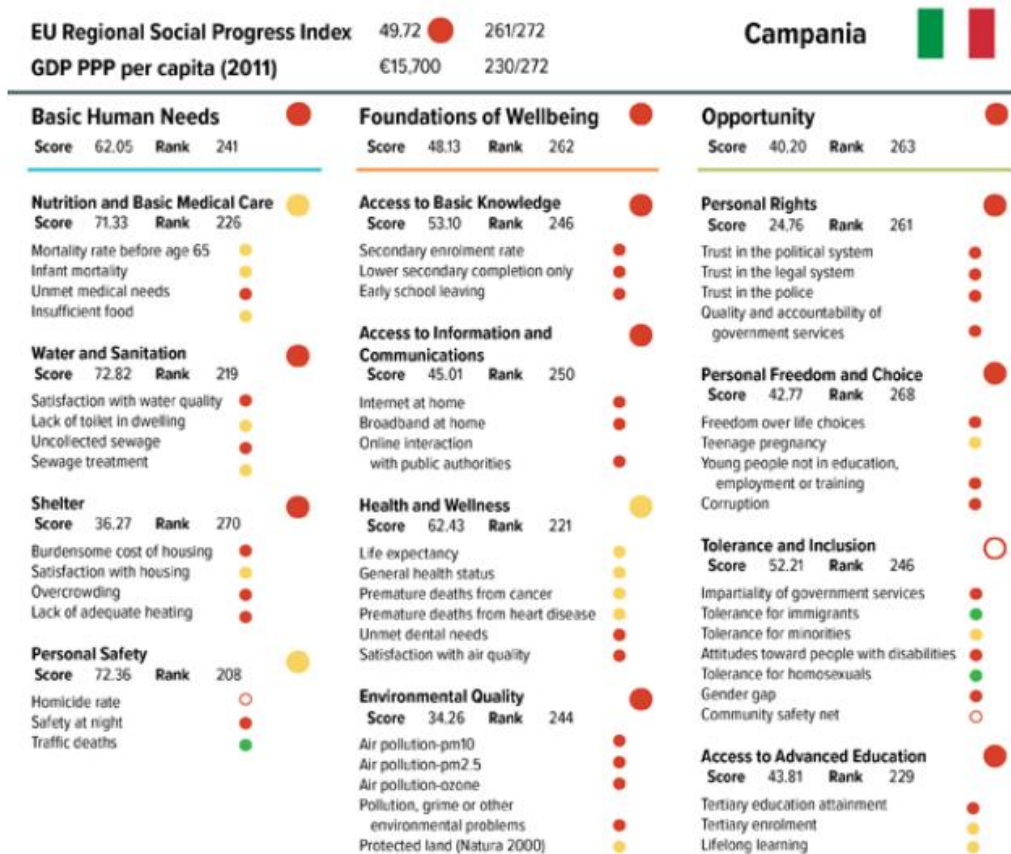 EU Regional Social Progress Index 49.72 261/272
GDP PPP per capita (2011) €15,700 230/272
Campania
Basic Human Needs
Score 62.05 Rank 241
Nutrition and Basic Medical Care
Score 71.33 Rank 226
Mortality rate before age 65
Infant mortality
Unmet medical needs
Insufficient food
Water and Sanitation
Score 72.82 Rank 219
Satisfaction with water quality
Lack of toilet in dwelling
Uncollected sewage
Sewage treatment
Shelter
Score 36.27 Rank 270
Burdensome cost of housing
Satisfaction with housing
Overcrowding
Lack of adequate heating
Personal Safety
Score 72.36 Rank 208
Homicide rate
Safety at night
Traffic deaths
Foundations of Wellbeing
Score 48.13 Rank 262
Access to Basic Knowledge
Score 53.10 Rank 246
Secondary enrolment rate
Lower secondary completion only
Early school leaving
Access to Information and
Communications
Score 45.01 Rank 250
Internet at home
Broadband at home
Online interaction
with public authorities
Health and Wellness
Score 62.43 Rank 221
Life expectancy
General health status
Premature deaths from cancer
Premature deaths from heart disease
Unmet dental needs
Satisfaction with air quality
Environmental Quality
Score 34.26 Rank 244
Air pollution-pm10
Air pollution-pm2.5
Air pollution-ozone
Pollution, grime or other
environmental problems
Protected land (Natura 2000)
Opportunity
Score 40.20 Rank 263
Personal Rights
Score 24.76 Rank 261
Trust in the political system
Trust in the legal system
Trust in the police
Quality and accountability of
government services
Personal Freedom and Choice
Score 42.77 Rank 268
Freedom over life choices
Teenage pregnancy
Young people not in education,
employment or training
Corruption
Tolerance and Inclusion
Score 52.21 Rank 246
Impartiality of government services
Tolerance for immigrants
Tolerance for minorities
Attitudes toward people with disabilities
Tolerance for homosexuals
Gender gap
Community safety net
Access to Advanced Education
Score 43.81 Rank 229
Tertiary education attainment
Tertiary enrolment
Lifelong learning